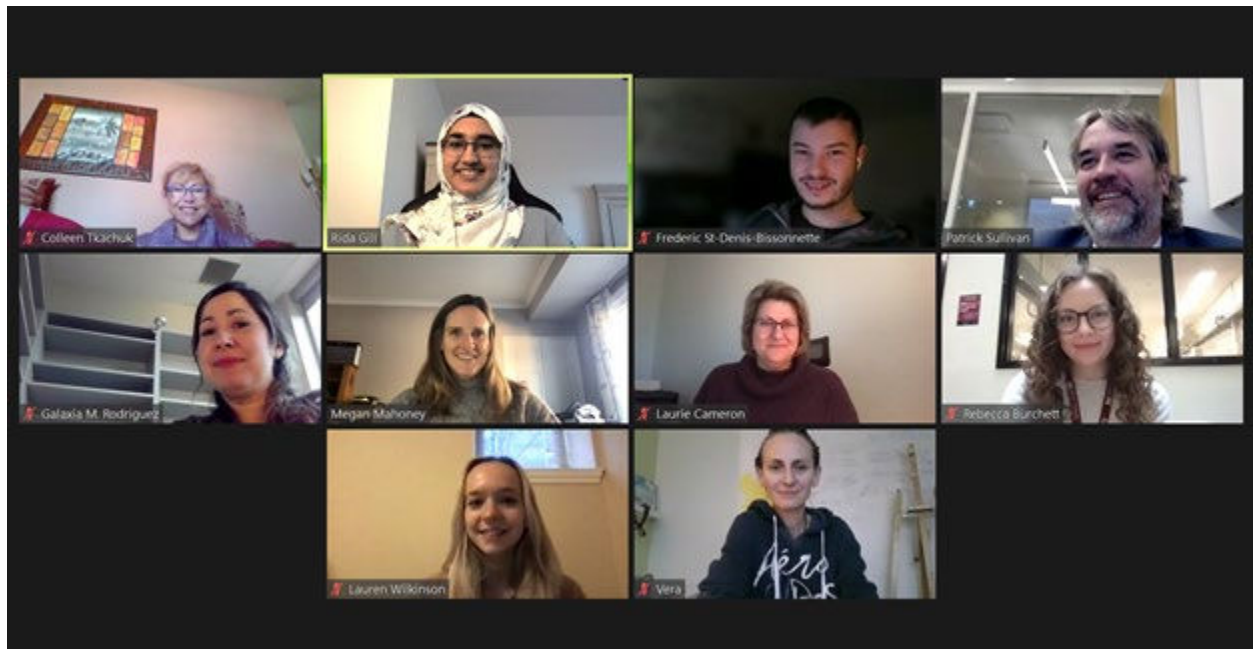 Colleen Tkachuk
Rida Gill
Frederic St-Denis-Bissonnette
Patrick Sullivan
Galaxia M. Rodriguez
Megan Mahoney
Laurie Cameron
Rebecca Burchett
Lauren Wilkinson
Vera
Aéro